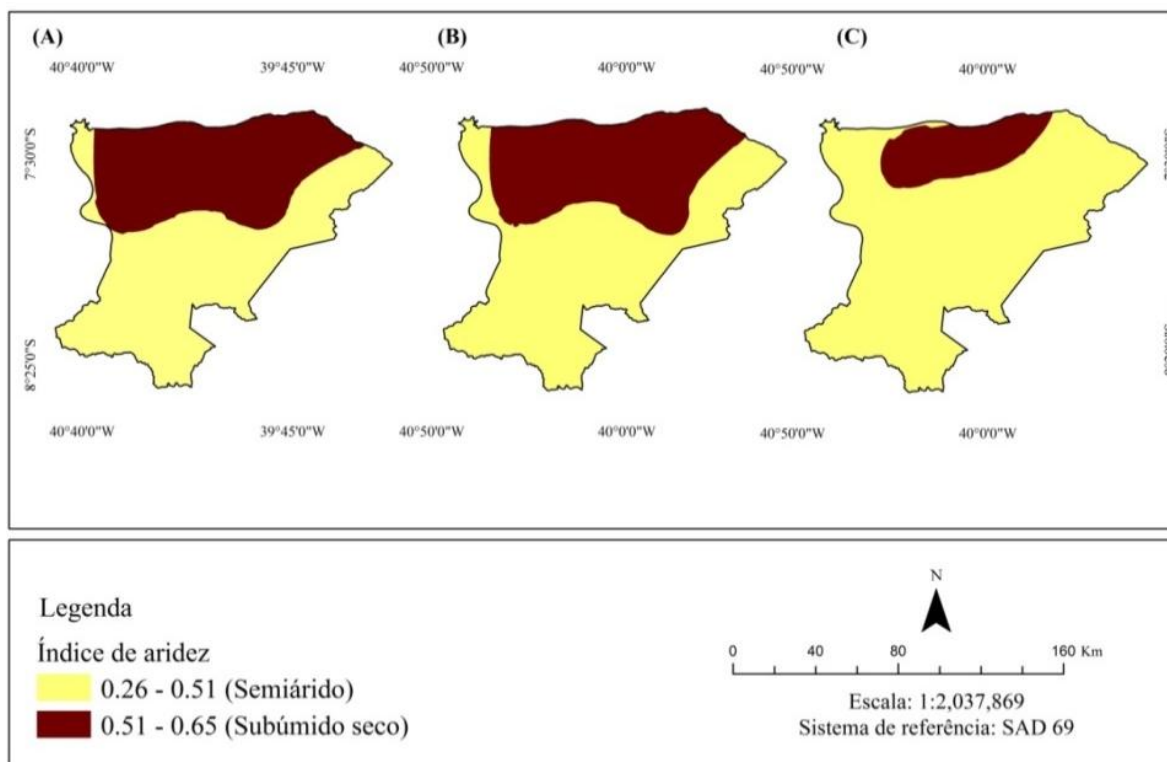 (A) (B) (C)
40°40'0"W 39°45'0"W 40°50'0"W 40°0'0"W 40°50'0"W 40°0'0"W
7°30'0"S
8°25'0"S
40°40'0"W 39°45'0"W 40°50'0"W 40°0'0"W 40°50'0"W 40°0'0"W
Legenda
Índice de aridez
0.26 - 0.51 (Semiárido)
0.51 - 0.65 (Subúmido seco)
N
0 40 80 160 Km
Escala: 1:2,037,869
Sistema de referência: SAD 69